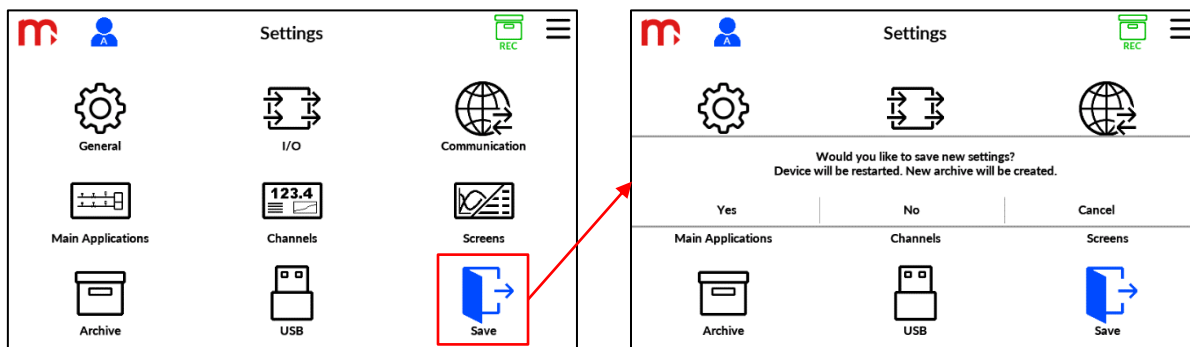 m A Settings REC
General I/O Communication
123.4
Main Applications Channels Screens
Archive USB Save
m A Settings REC
Would you like to save new settings?
Device will be restarted. New archive will be created.
Yes No Cancel
Main Applications Channels Screens
Archive USB Save